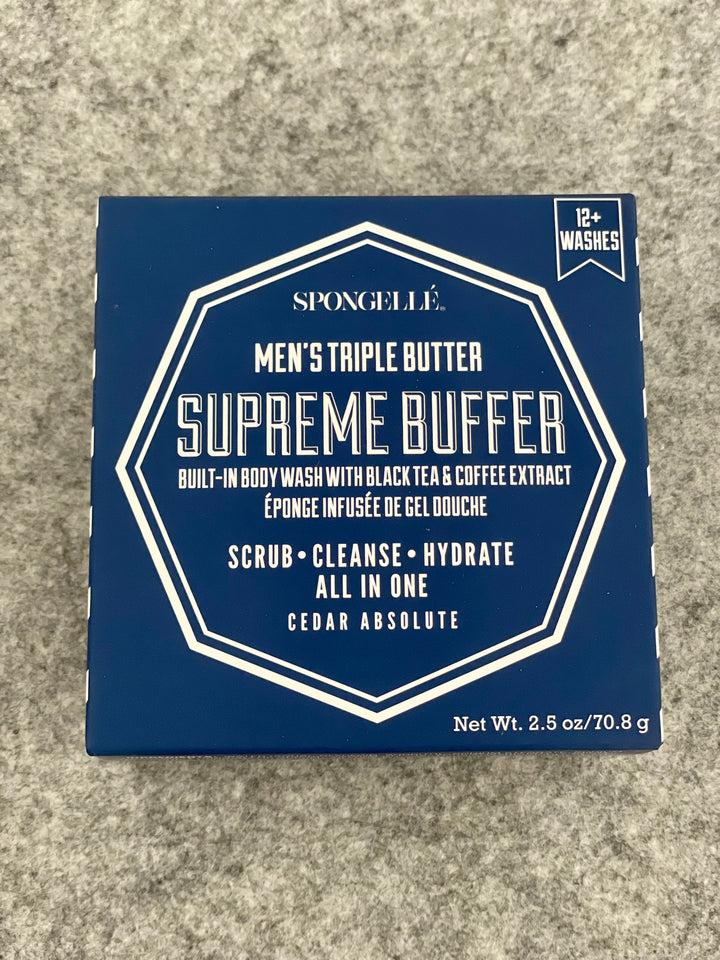 12+
WASHES
SPONGELLÉ®
MEN'S TRIPLE BUTTER
SUPREME BUFFER
BUILT-IN BODY WASH WITH BLACK TEA & COFFEE EXTRACT
ÉPONGE INFUSÉE DE GEL DOUCHE
SCRUB • CLEANSE • HYDRATE
ALL IN ONE
CEDAR ABSOLUTE
Net Wt. 2.5 oz/70.8 g